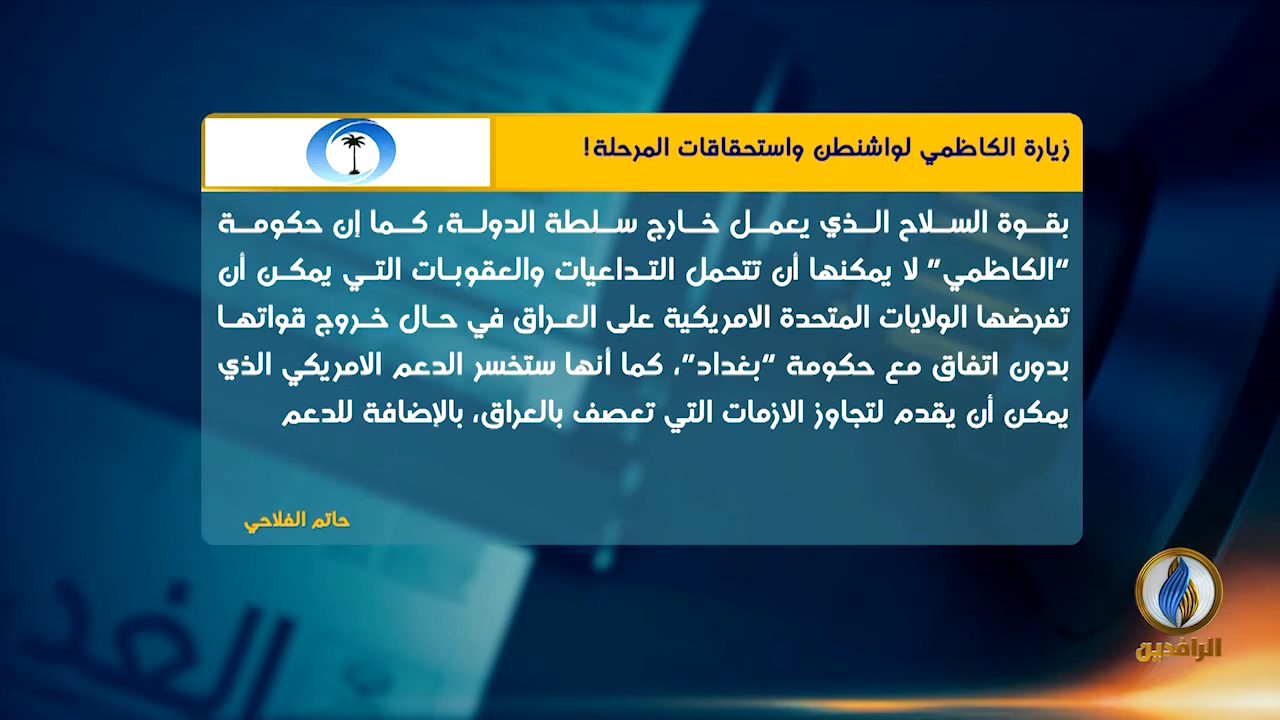 زيارة الكاظمي لواشنطن واستحقاقات المرحلة!
بقوة السلاح الذي يعمل خارج سلطة الدولة، كما إن حكومة
“الكاظمي” لا يمكنها أن تتحمل التداعيات والعقوبات التي يمكن أن
تفرضها الولايات المتحدة الامريكية على العراق في حال خروج قواتها
بدون اتفاق مع حكومة “بغداد”، كما أنها ستخسر الدعم الامريكي الذي
يمكن أن يقدم لتجاوز الازمات التي تعصف بالعراق، بالإضافة للدعم
حاتم الفلاحي
الغد
الرافدين